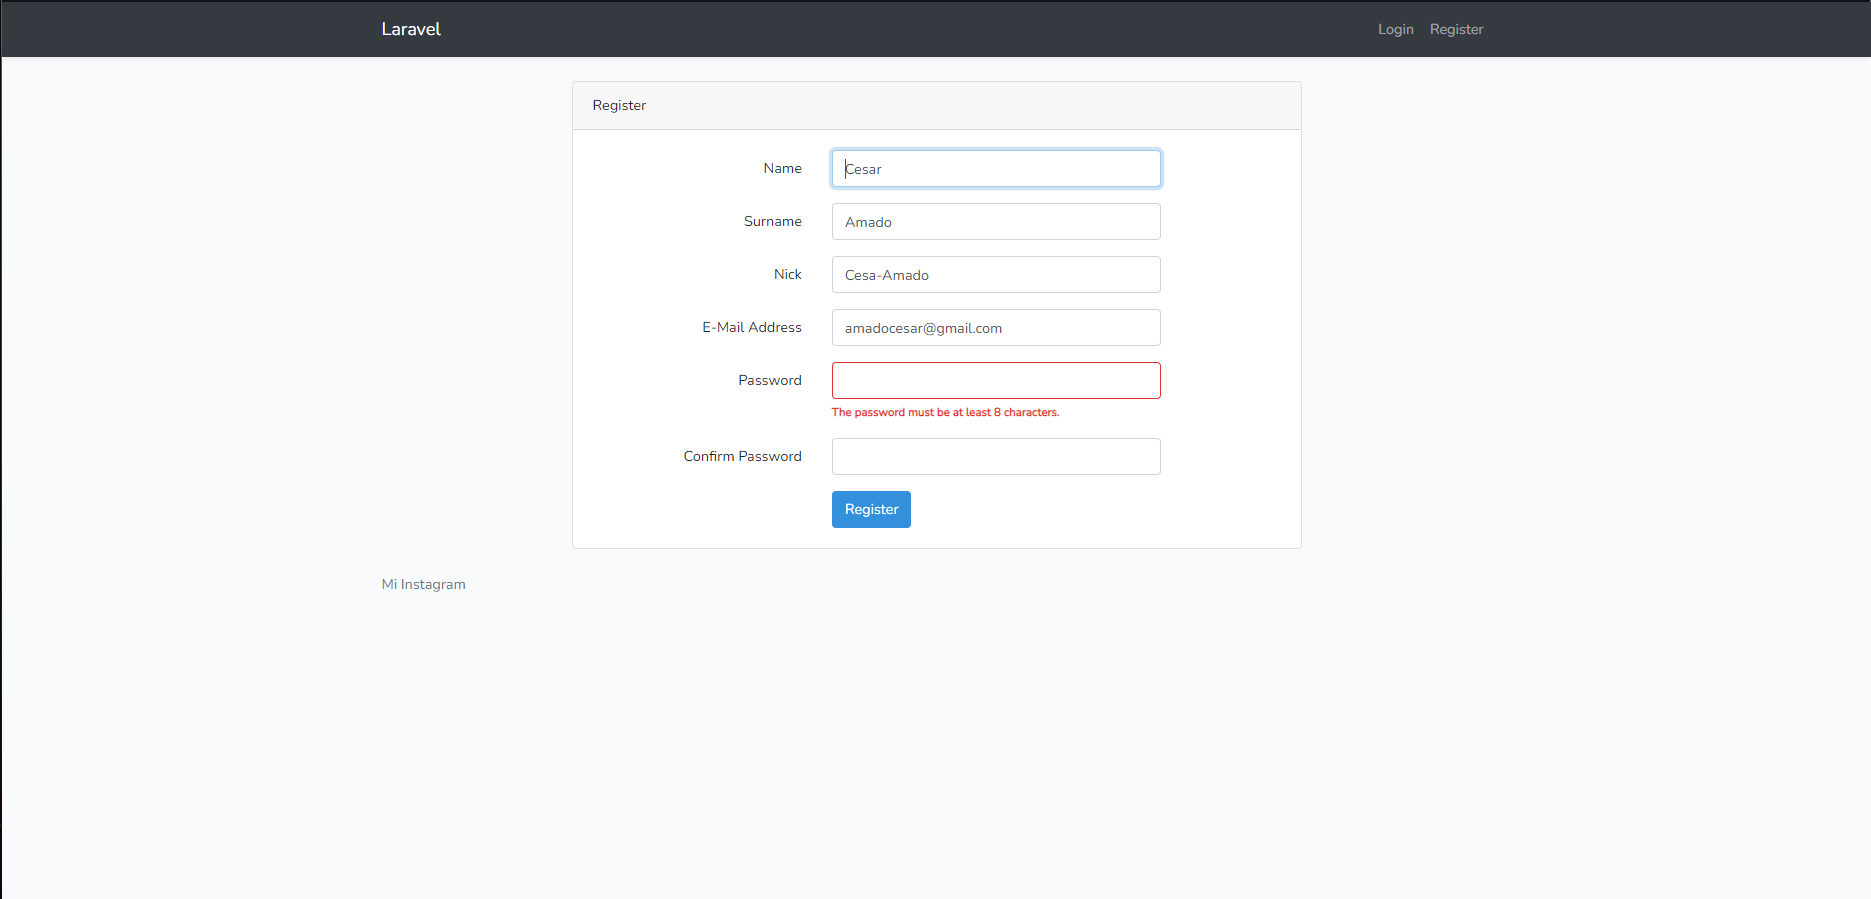 Laravel Login Register
Register
Name Cesar
Surname Amado
Nick Cesa-Amado
E-Mail Address amadocesar@gmail.com
Password
The password must be at least 8 characters.
Confirm Password
Register
Mi Instagram